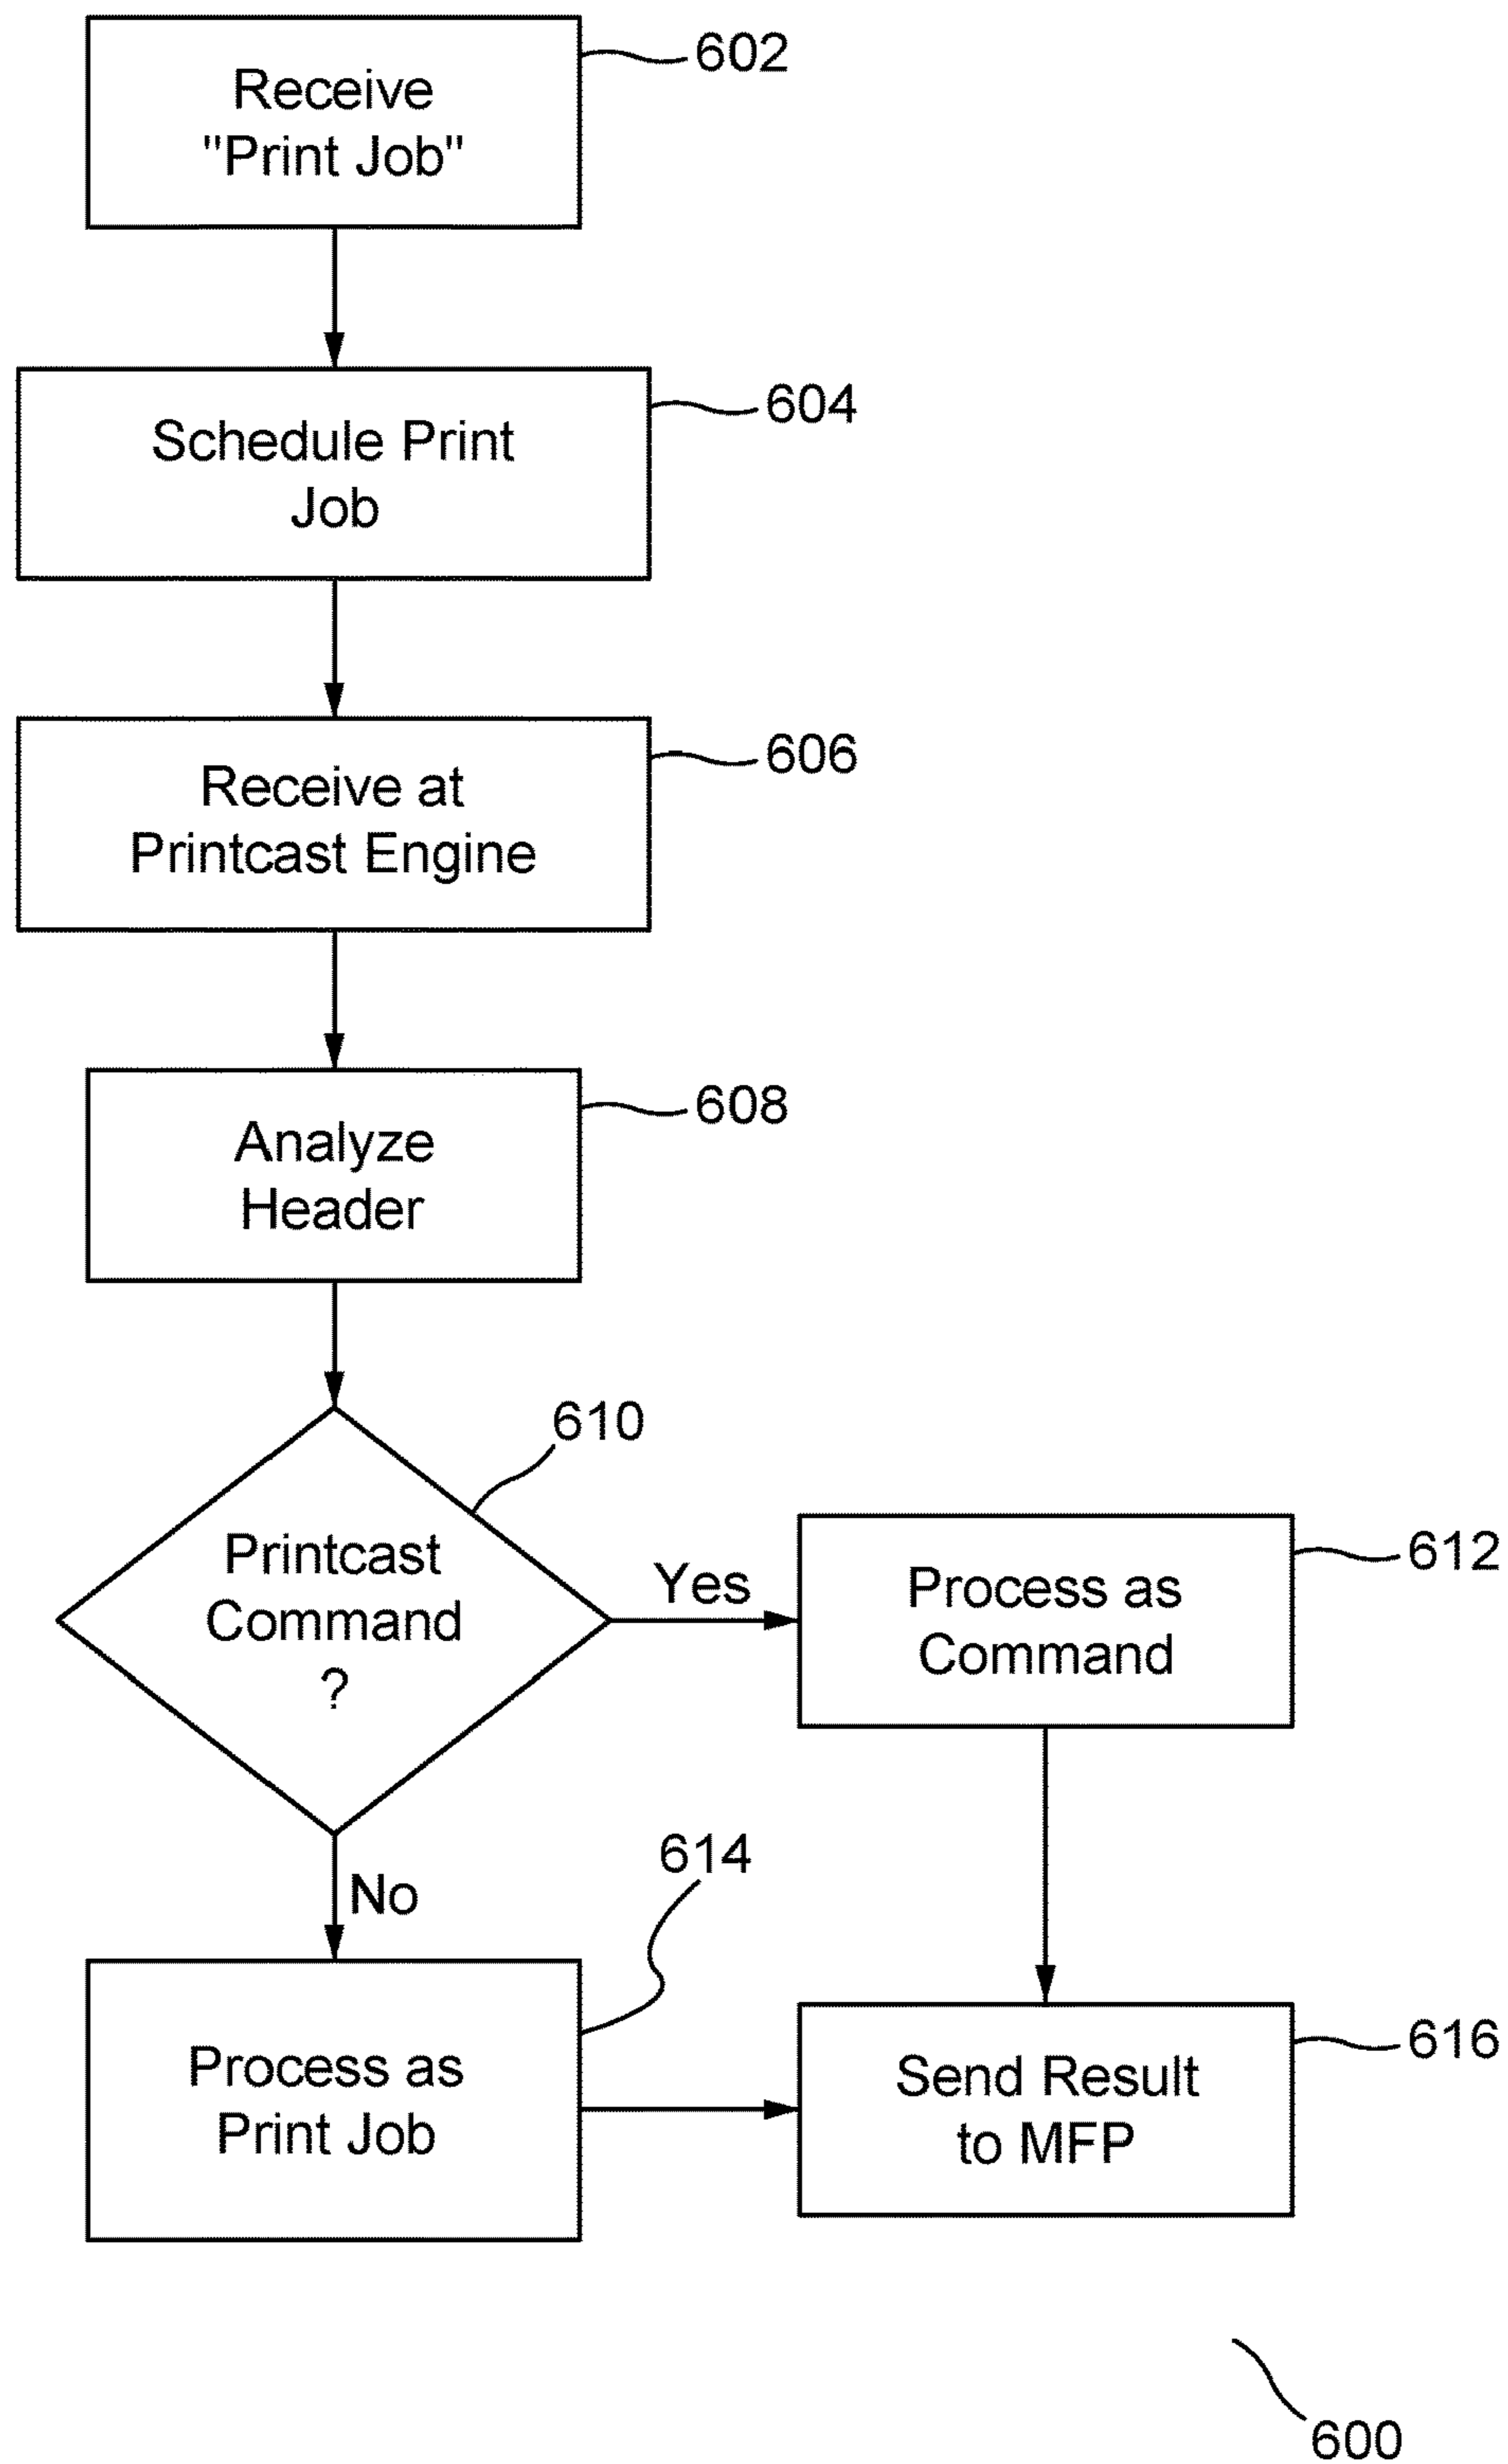 Receive
"Print Job"
602
Schedule Print
Job
604
Receive at
Printcast Engine
606
Analyze
Header
608
610
Printcast
Command
?
Yes
Process as
Command
612
No
614
Process as
Print Job
Send Result
to MFP
616
600